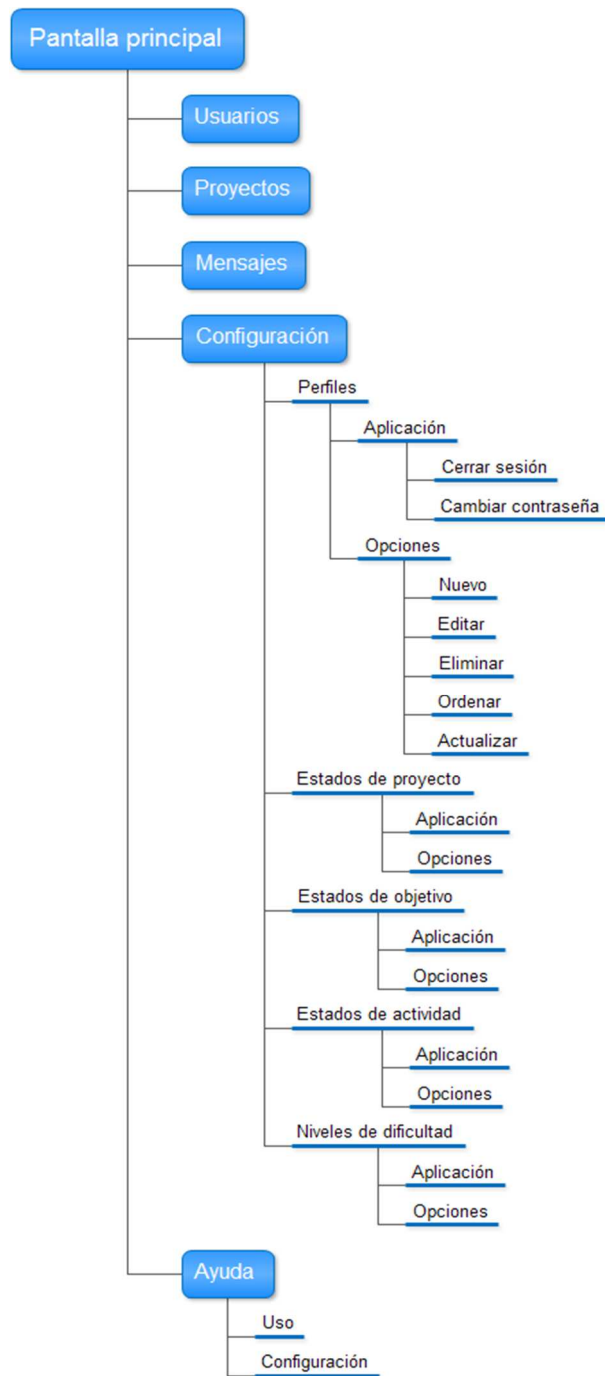 Pantalla principal
Usuarios
Proyectos
Mensajes
Configuración
Perfiles
Aplicación
Cerrar sesión
Cambiar contraseña
Opciones
Nuevo
Editar
Eliminar
Ordenar
Actualizar
Estados de proyecto
Aplicación
Opciones
Estados de objetivo
Aplicación
Opciones
Estados de actividad
Aplicación
Opciones
Niveles de dificultad
Aplicación
Opciones
Ayuda
Uso
Configuración